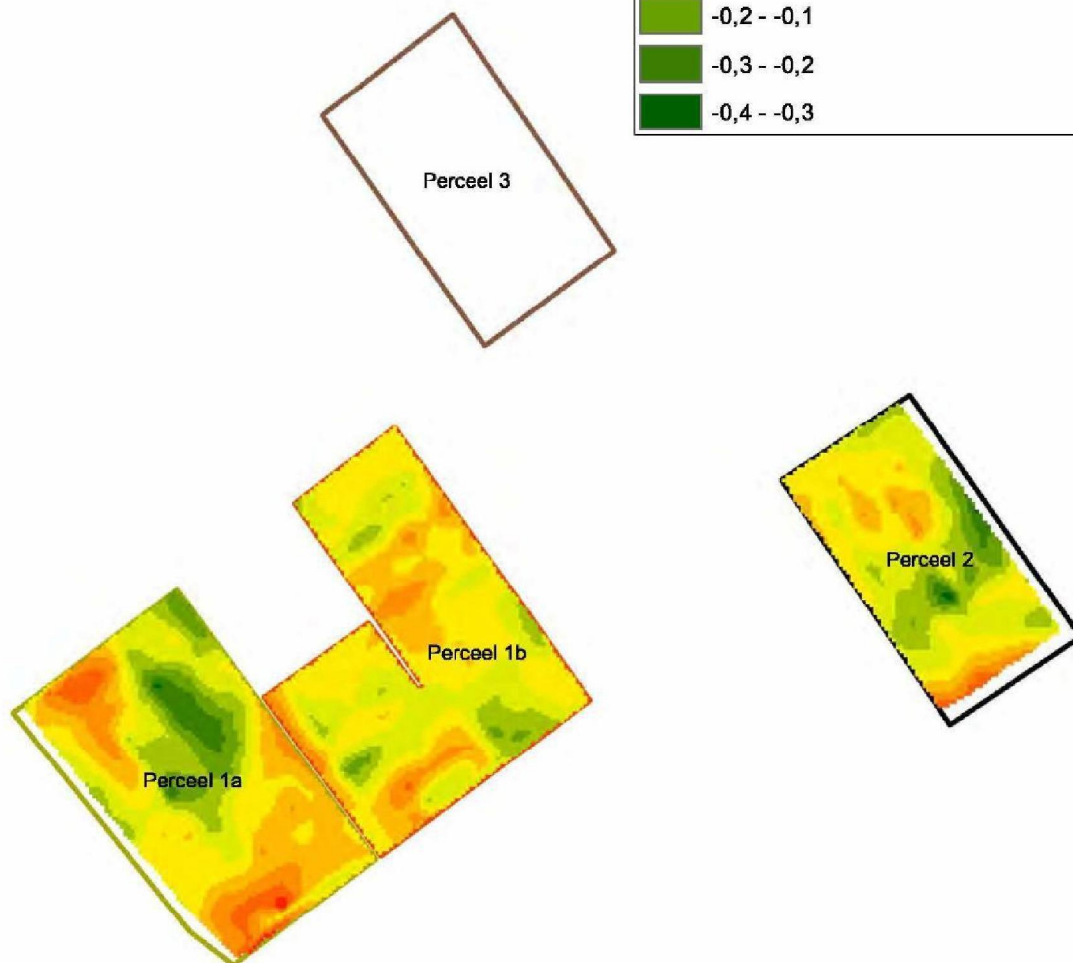 -0,2 - -0,1
-0,3 - -0,2
-0,4 - -0,3
Perceel 3
Perceel 2
Perceel 1b
Perceel 1a